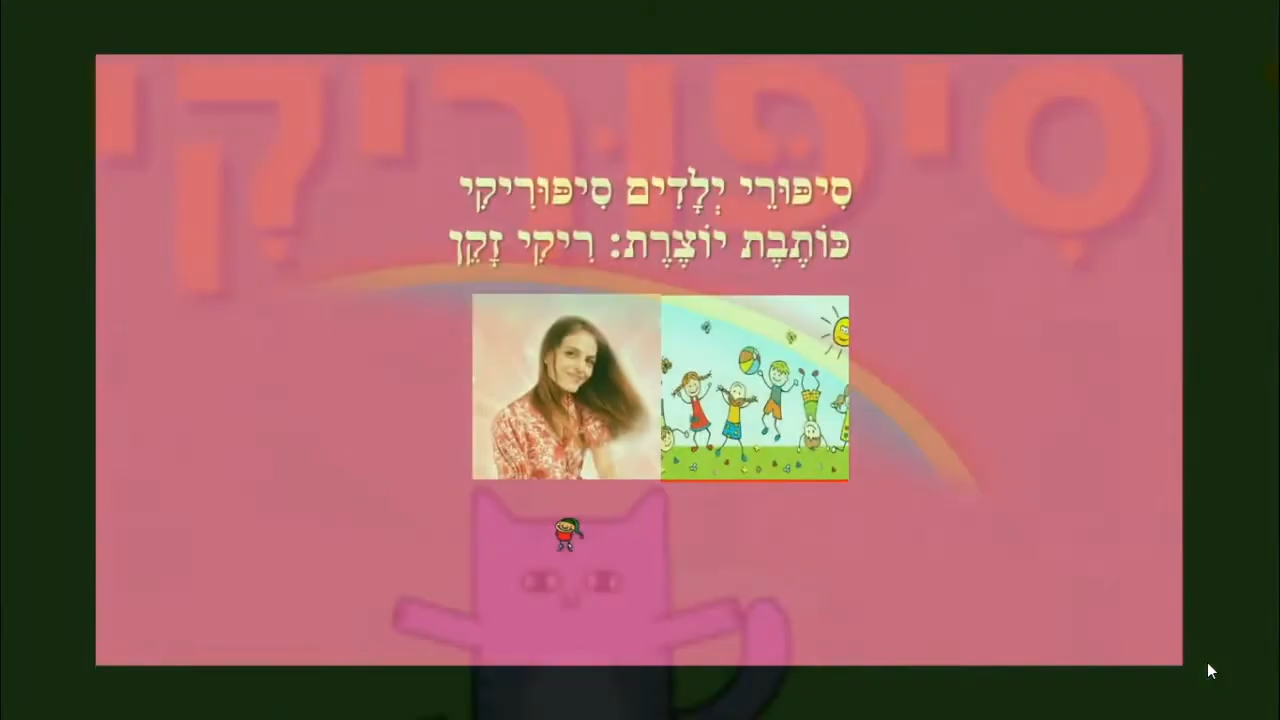 סִיפּוּרִיקִי
סִיפּוּרֵי יְלָדִים סִיפּוּרִיקִי
כּוֹתֶבֶת יוֹצֶרֶת: רִיקִי זָקֵן